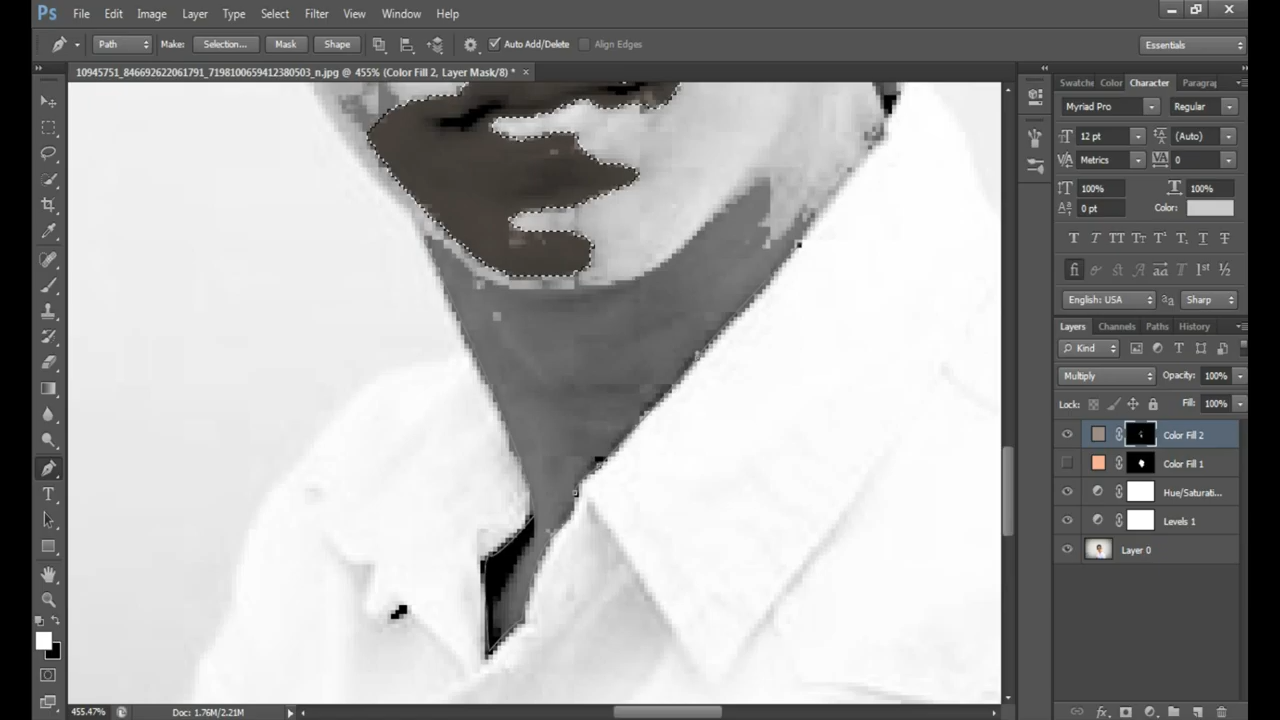 Ps File Edit Image Layer Type Select Filter View Window Help
Path Make: Selection... Mask Shape Auto Add/Delete Align Edges Essentials
10945751_846692622061791_7198100659412380503_n.jpg @ 455% (Color Fill 2, Layer Mask/8) *
Swatche Color Character Paragrap
Myriad Pro Regular
12 pt (Auto)
Metrics 0
100% 100%
0 pt Color:
English: USA Sharp
Layers Channels Paths History
Kind
Multiply Opacity: 100%
Lock: Fill: 100%
Color Fill 2
Color Fill 1
Hue/Saturati...
Levels 1
Layer 0
455.47% Doc: 1.76M/2.21M